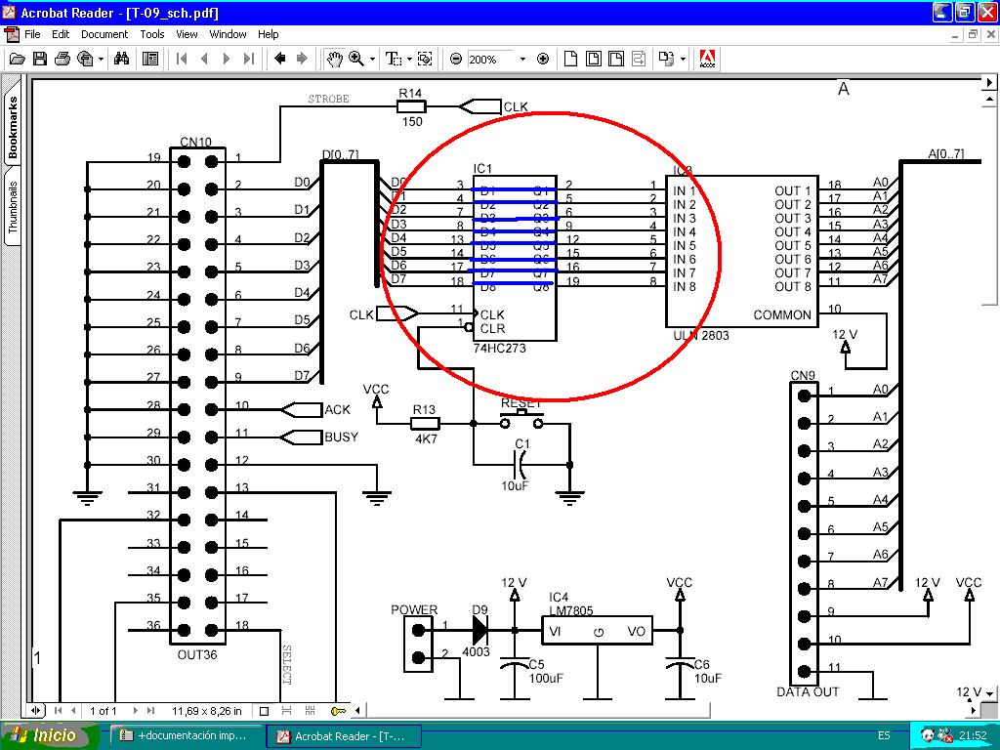 Acrobat Reader - [T-09_sch.pdf]
File Edit Document Tools View Window Help
200%
Bookmarks
Thumbnails
A
STROBE
R14
150
CLK
CN10
19 1
20 2 D0
21 3 D1
22 4 D2
23 5 D3
24 6 D4
25 7 D5
26 8 D6
27 9 D7
28 10 ACK
29 11 BUSY
30 12
31 13
32 14
33 15
34 16
35 17
36 18
OUT36
SELECT
D[0..7]
IC1
D0 3 D1 Q1 2
D1 4 D2 Q2 5
D2 7 D3 Q3 6
D3 8 D4 Q4 9
D4 13 D5 Q5 12
D5 14 D6 Q6 15
D6 17 D7 Q7 16
D7 18 D8 Q8 19
CLK 11 CLK
1 CLR
74HC273
IC3
1 IN 1 OUT 1 18 A0
2 IN 2 OUT 2 17 A1
3 IN 3 OUT 3 16 A2
4 IN 4 OUT 4 15 A3
5 IN 5 OUT 5 14 A4
6 IN 6 OUT 6 13 A5
7 IN 7 OUT 7 12 A6
8 IN 8 OUT 8 11 A7
COMMON 10
ULN 2803
A[0..7]
12 V
VCC
R13
4K7
RESET
C1
10uF
CN9
1 A0
2 A1
3 A2
4 A3
5 A4
6 A5
7 A6
8 A7
9 12 V
10 VCC
11
DATA OUT
12 V
POWER
1
2
D9
4003
12 V
C5
100uF
IC4
LM7805
VI G VO
VCC
C6
10uF
1
1 of 1 11,69 x 8,26 in
Inicio +documentación imp... Acrobat Reader - [T-... ES 21:52